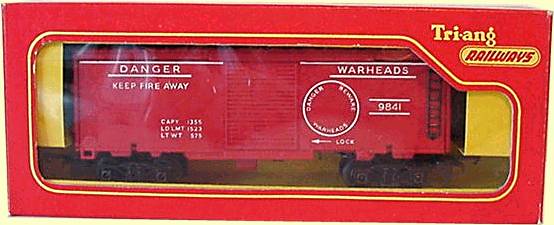 Tri-ang
RAILWAYS
DANGER
KEEP FIRE AWAY
WARHEADS
DANGER BEWARE
WARHEADS
9841
CAPY 1355
LD LMT 1523
LT WT 575
LOCK